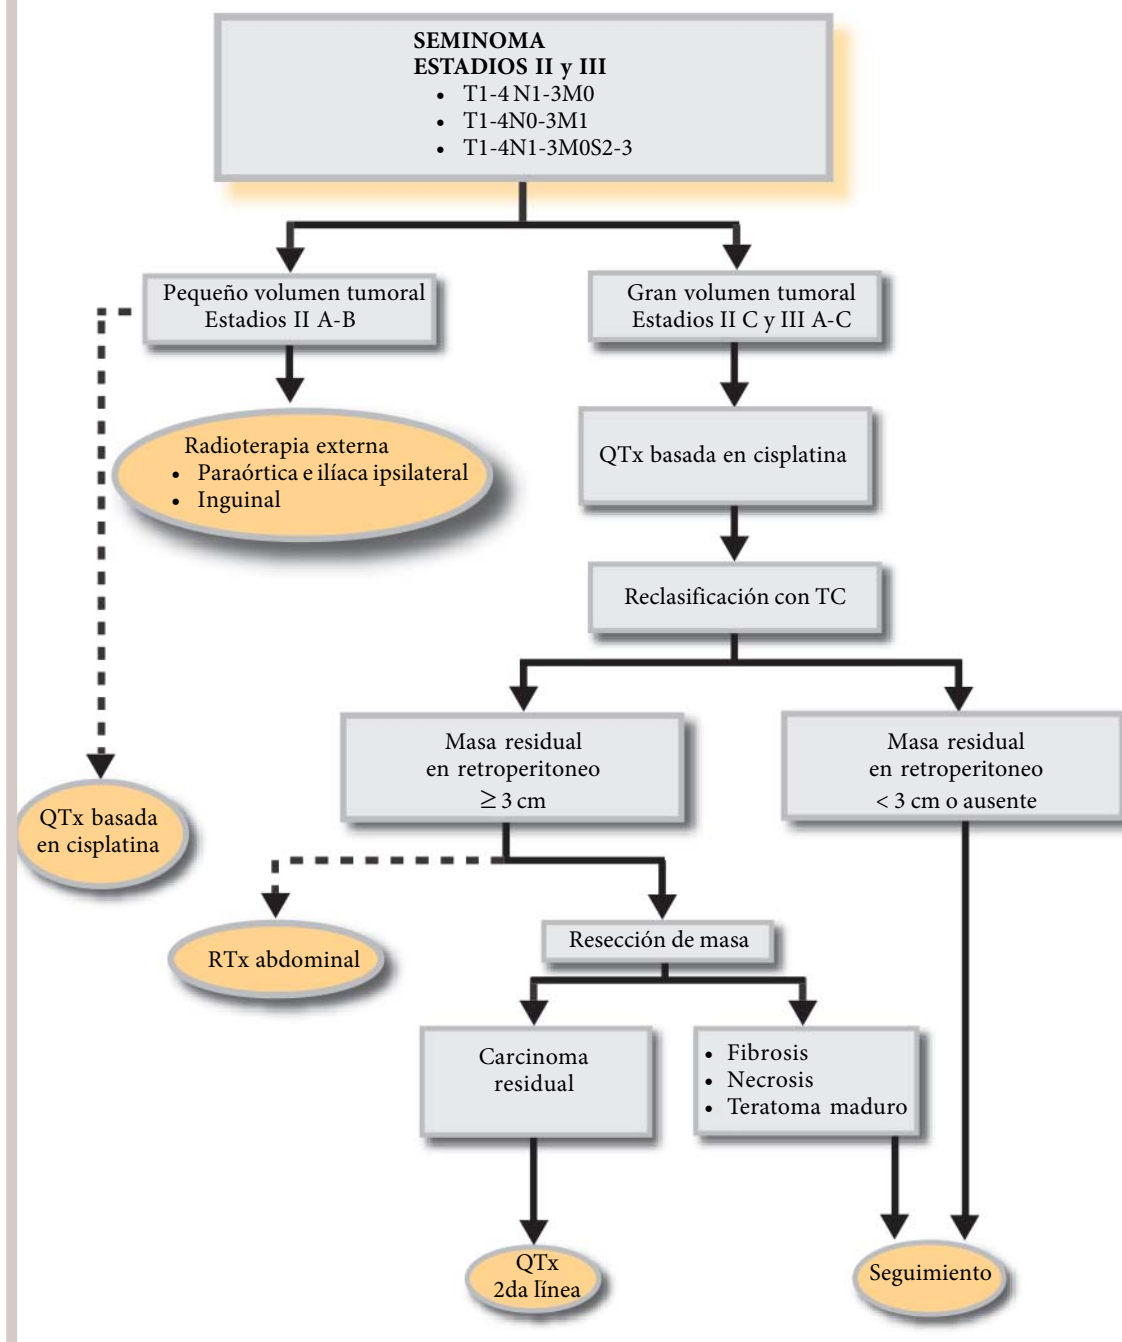 SEMINOMA
ESTADIOS II y III
• T1-4 N1-3M0
• T1-4N0-3M1
• T1-4N1-3M0S2-3
Pequeño volumen tumoral
Estadios II A-B
Gran volumen tumoral
Estadios II C y III A-C
Radioterapia externa
• Paraórtica e ilíaca ipsilateral
• Inguinal
QTx basada en cisplatina
Reclasificación con TC
Masa residual
en retroperitoneo
≥ 3 cm
Masa residual
en retroperitoneo
< 3 cm o ausente
QTx basada
en cisplatina
RTx abdominal
Resección de masa
Carcinoma
residual
• Fibrosis
• Necrosis
• Teratoma maduro
QTx
2da línea
Seguimiento